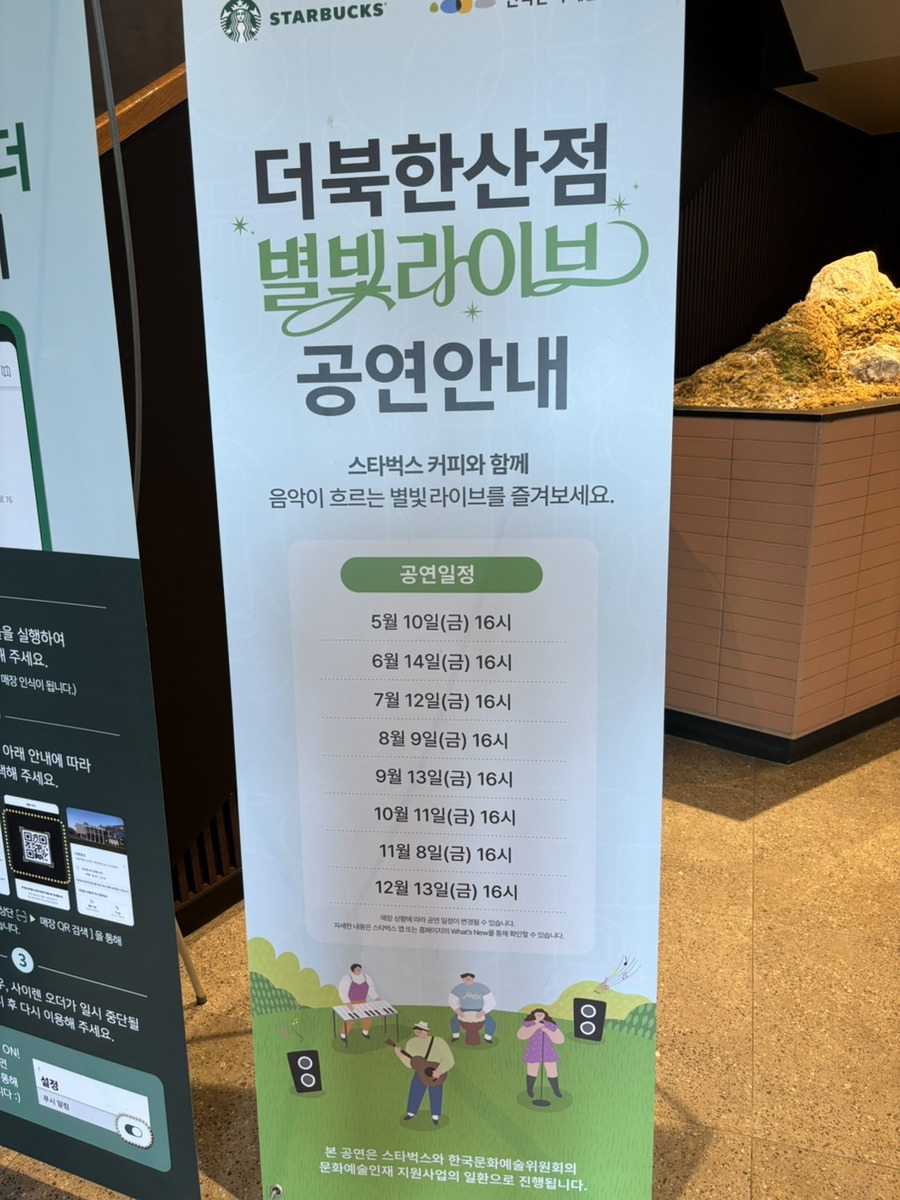 STARBUCKS
더북한산점
별빛라이브
공연안내
스타벅스 커피와 함께
음악이 흐르는 별빛 라이브를 즐겨보세요.
공연일정
5월 10일(금) 16시
6월 14일(금) 16시
7월 12일(금) 16시
8월 9일(금) 16시
9월 13일(금) 16시
10월 11일(금) 16시
11월 8일(금) 16시
12월 13일(금) 16시
매장 상황에 따라 공연 일정이 변경될 수 있습니다.
자세한 내용은 스타벅스 앱 또는 홈페이지의 What's New를 통해 확인할 수 있습니다.
본 공연은 스타벅스와 한국문화예술위원회의
문화예술인재 지원사업의 일환으로 진행됩니다.
더
실행하여
주세요.
매장 인식이 됩니다.)
아래 안내에 따라
주세요.
▶ 매장 QR 검색 ] 을 통해
3
사이렌 오더가 일시 중단될
후 다시 이용해 주세요.
ON!
통해
:)
설정
푸시 알림